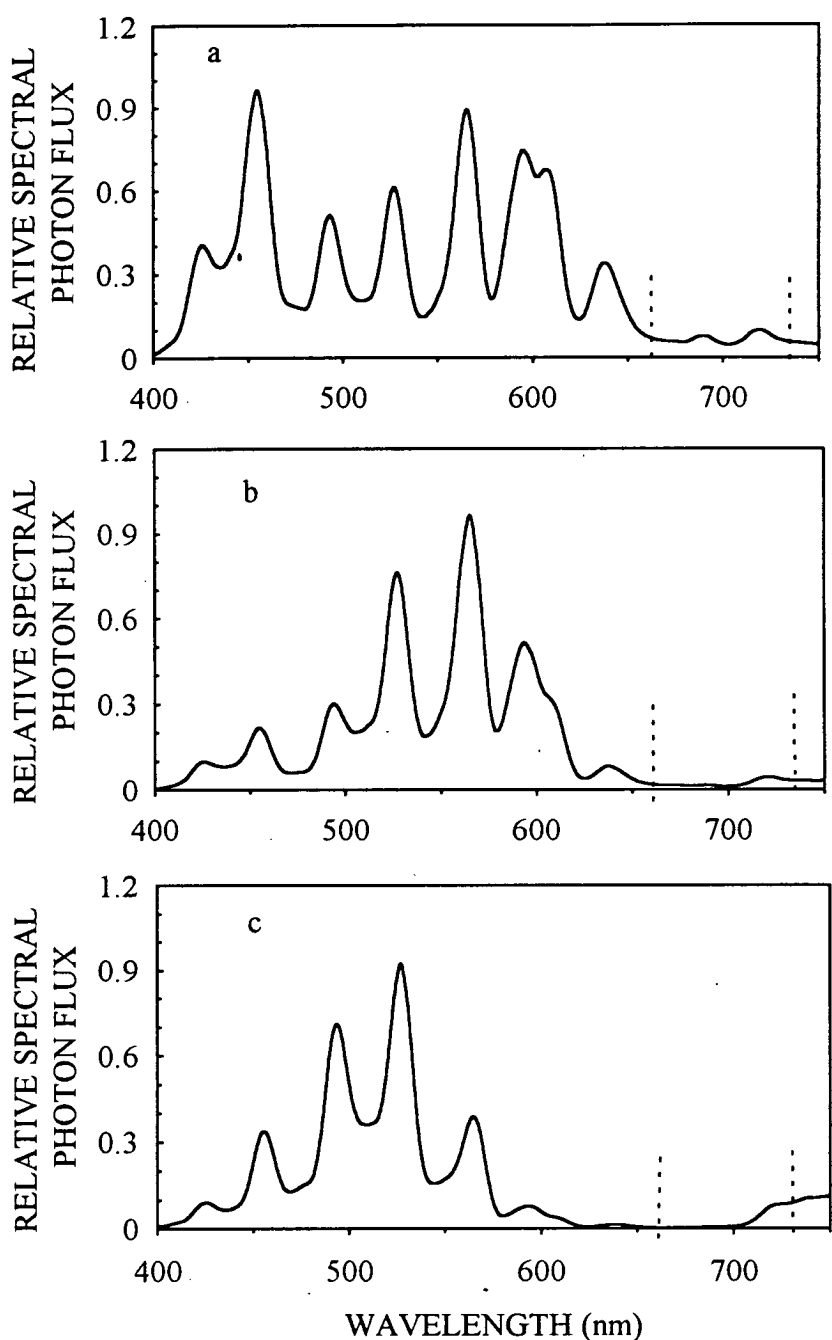 RELATIVE SPECTRAL
PHOTON FLUX
1.2
0.9
0.6
0.3
0
a
400
500
600
700
RELATIVE SPECTRAL
PHOTON FLUX
1.2
0.9
0.6
0.3
0
b
400
500
600
700
RELATIVE SPECTRAL
PHOTON FLUX
1.2
0.9
0.6
0.3
0
c
400
500
600
700
WAVELENGTH (nm)